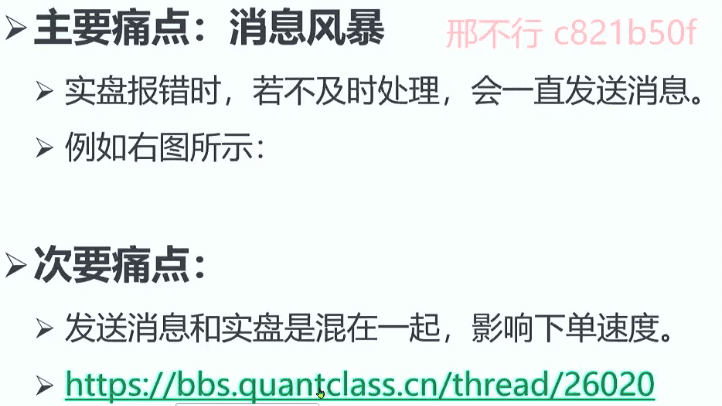 ➢主要痛点：消息风暴
邢不行 c821b50f
➢实盘报错时，若不及时处理，会一直发送消息。
➢例如右图所示：
➢次要痛点：
➢发送消息和实盘是混在一起，影响下单速度。
➢https://bbs.quantclass.cn/thread/26020